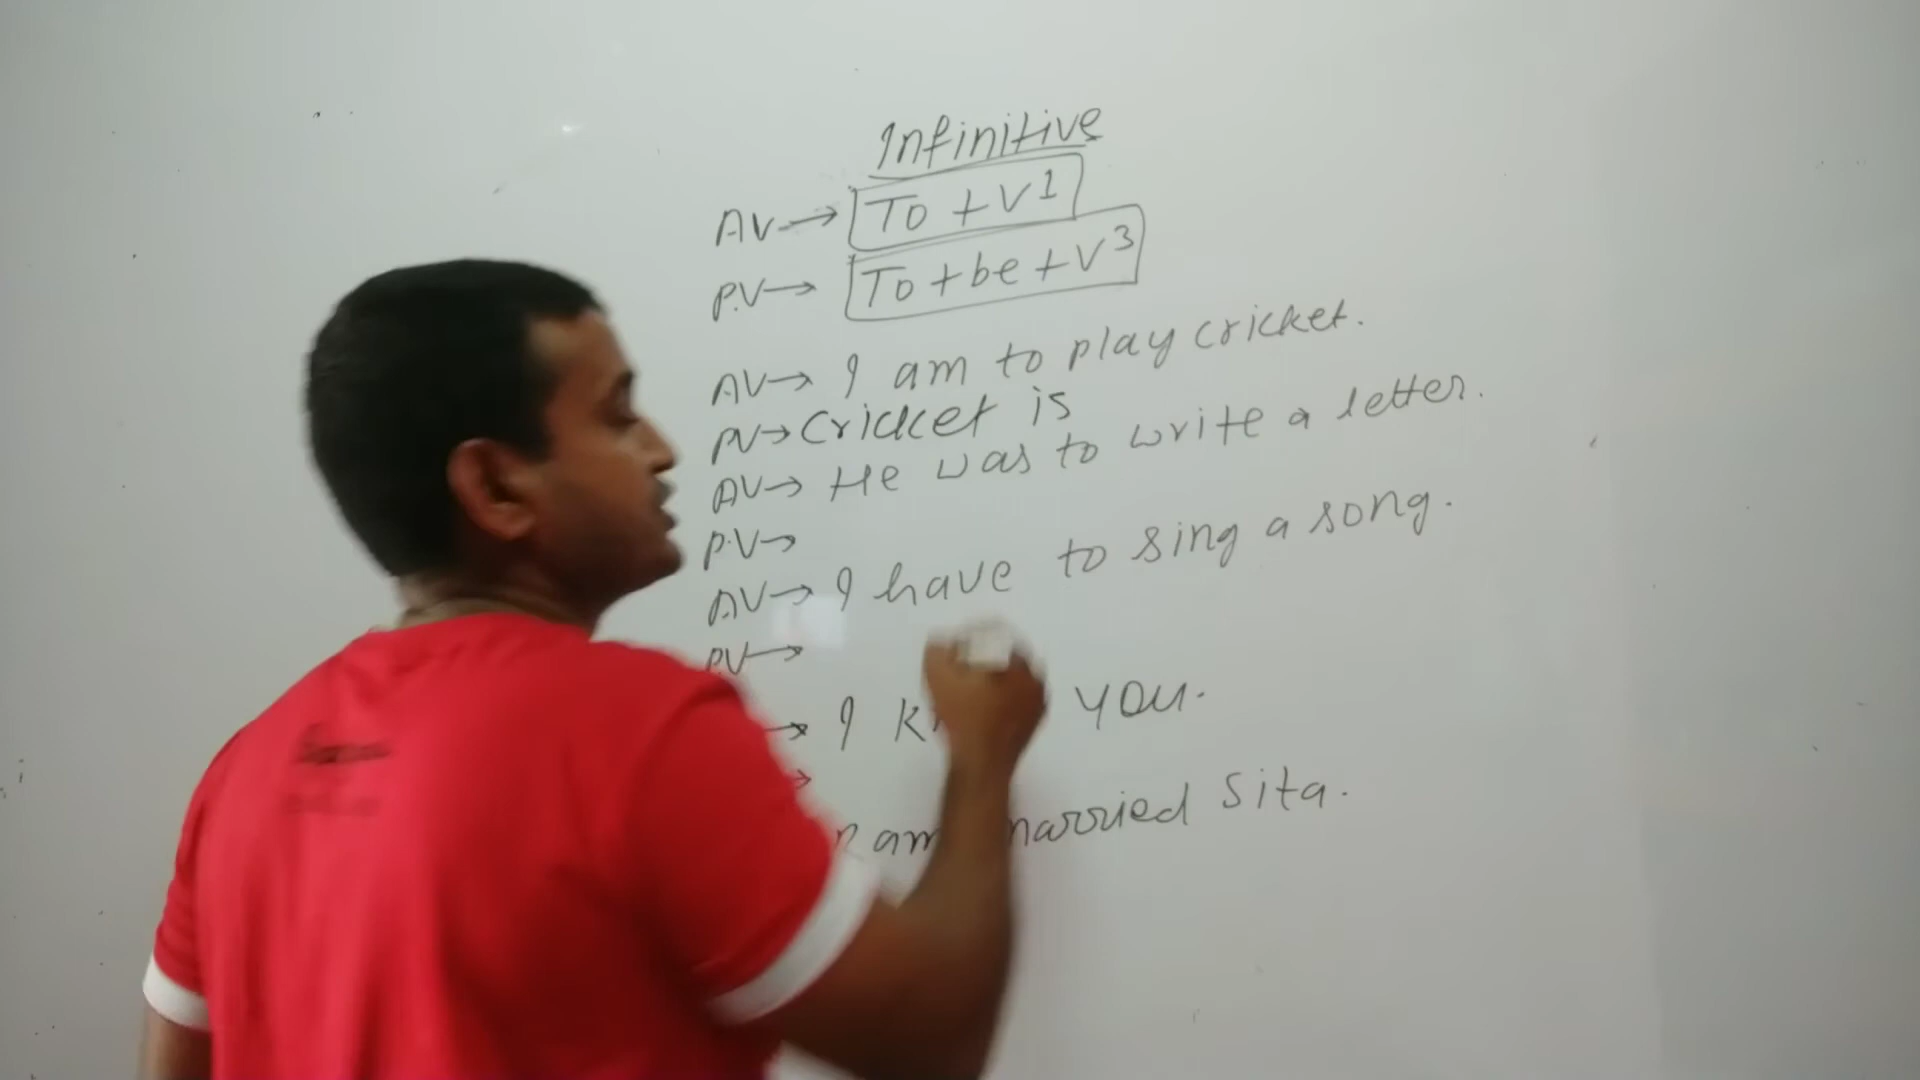 Infinitive
AV→ To + V1
P.V→ To + be + V3
AV→ I am to play cricket.
PV→ Cricket is
AV→ He was to write a letter.
P.V→
AV→ I have to sing a song.
PV→
→ I you.
→
Ram married Sita.